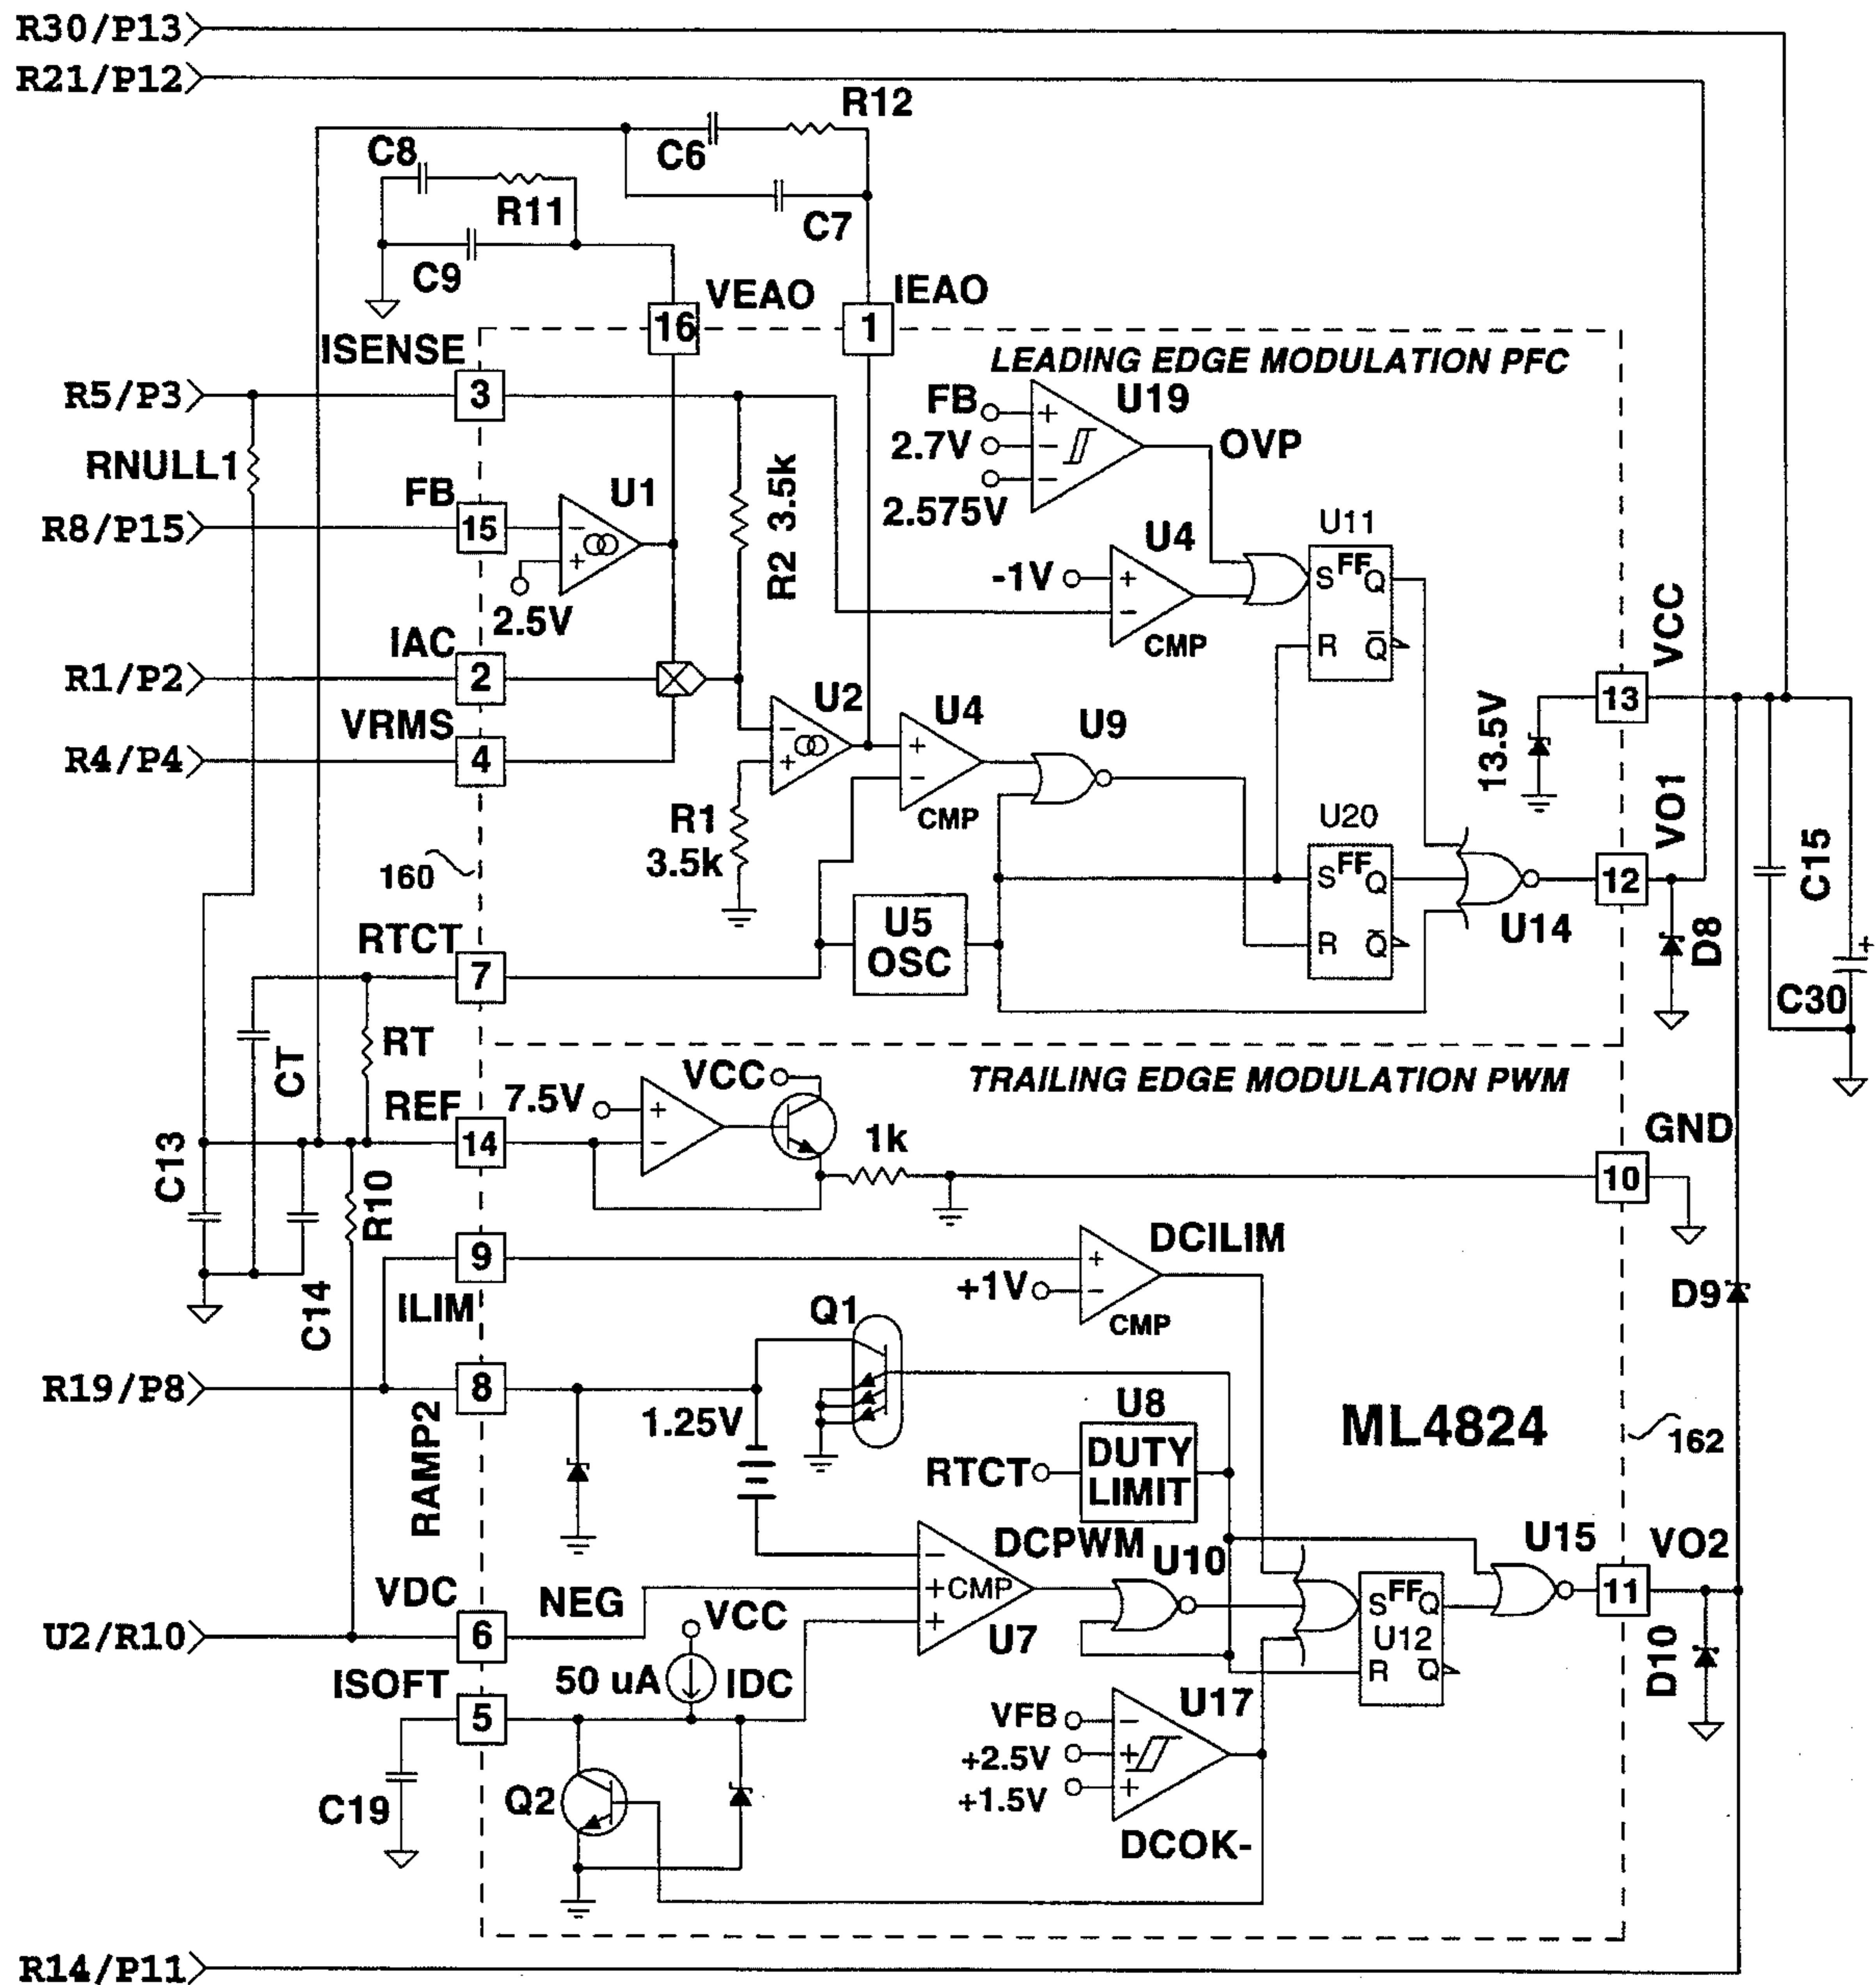 R30/P13
R21/P12
R12
C8
C6
R11
C7
C9
VEAO
IEAO
16
1
ISENSE
LEADING EDGE MODULATION PFC
R5/P3
3
FB
+
U19
2.7V
−
OVP
2.575V
−
RNULL1
FB
U1
R2 3.5k
R8/P15
15
−
+
2.5V
U4
U11
-1V
+
−
CMP
S FF Q
R Q̅
VCC
IAC
R1/P2
2
U2
13
VRMS
−
+
U4
U9
13.5V
R4/P4
4
+
−
CMP
VO1
R1
3.5k
U20
C15
160
S FF Q
12
U5
OSC
R Q̅
U14
D8
+
RTCT
7
C30
RT
CT
TRAILING EDGE MODULATION PWM
VCC
REF
7.5V
+
−
GND
C13
14
1k
10
R10
9
DCILIM
+
+1V
−
CMP
D9
ILIM
C14
Q1
R19/P8
8
1.25V
U8
ML4824
162
RAMP2
RTCT
DUTY
LIMIT
DCPWM
U10
U15
VO2
VDC
NEG
−
+CMP
+
U7
11
S FF Q
U12
R Q̅
U2/R10
6
VCC
D10
ISOFT
50 uA
IDC
5
U17
VFB
−
+2.5V
+
+1.5V
+
C19
Q2
DCOK-
R14/P11